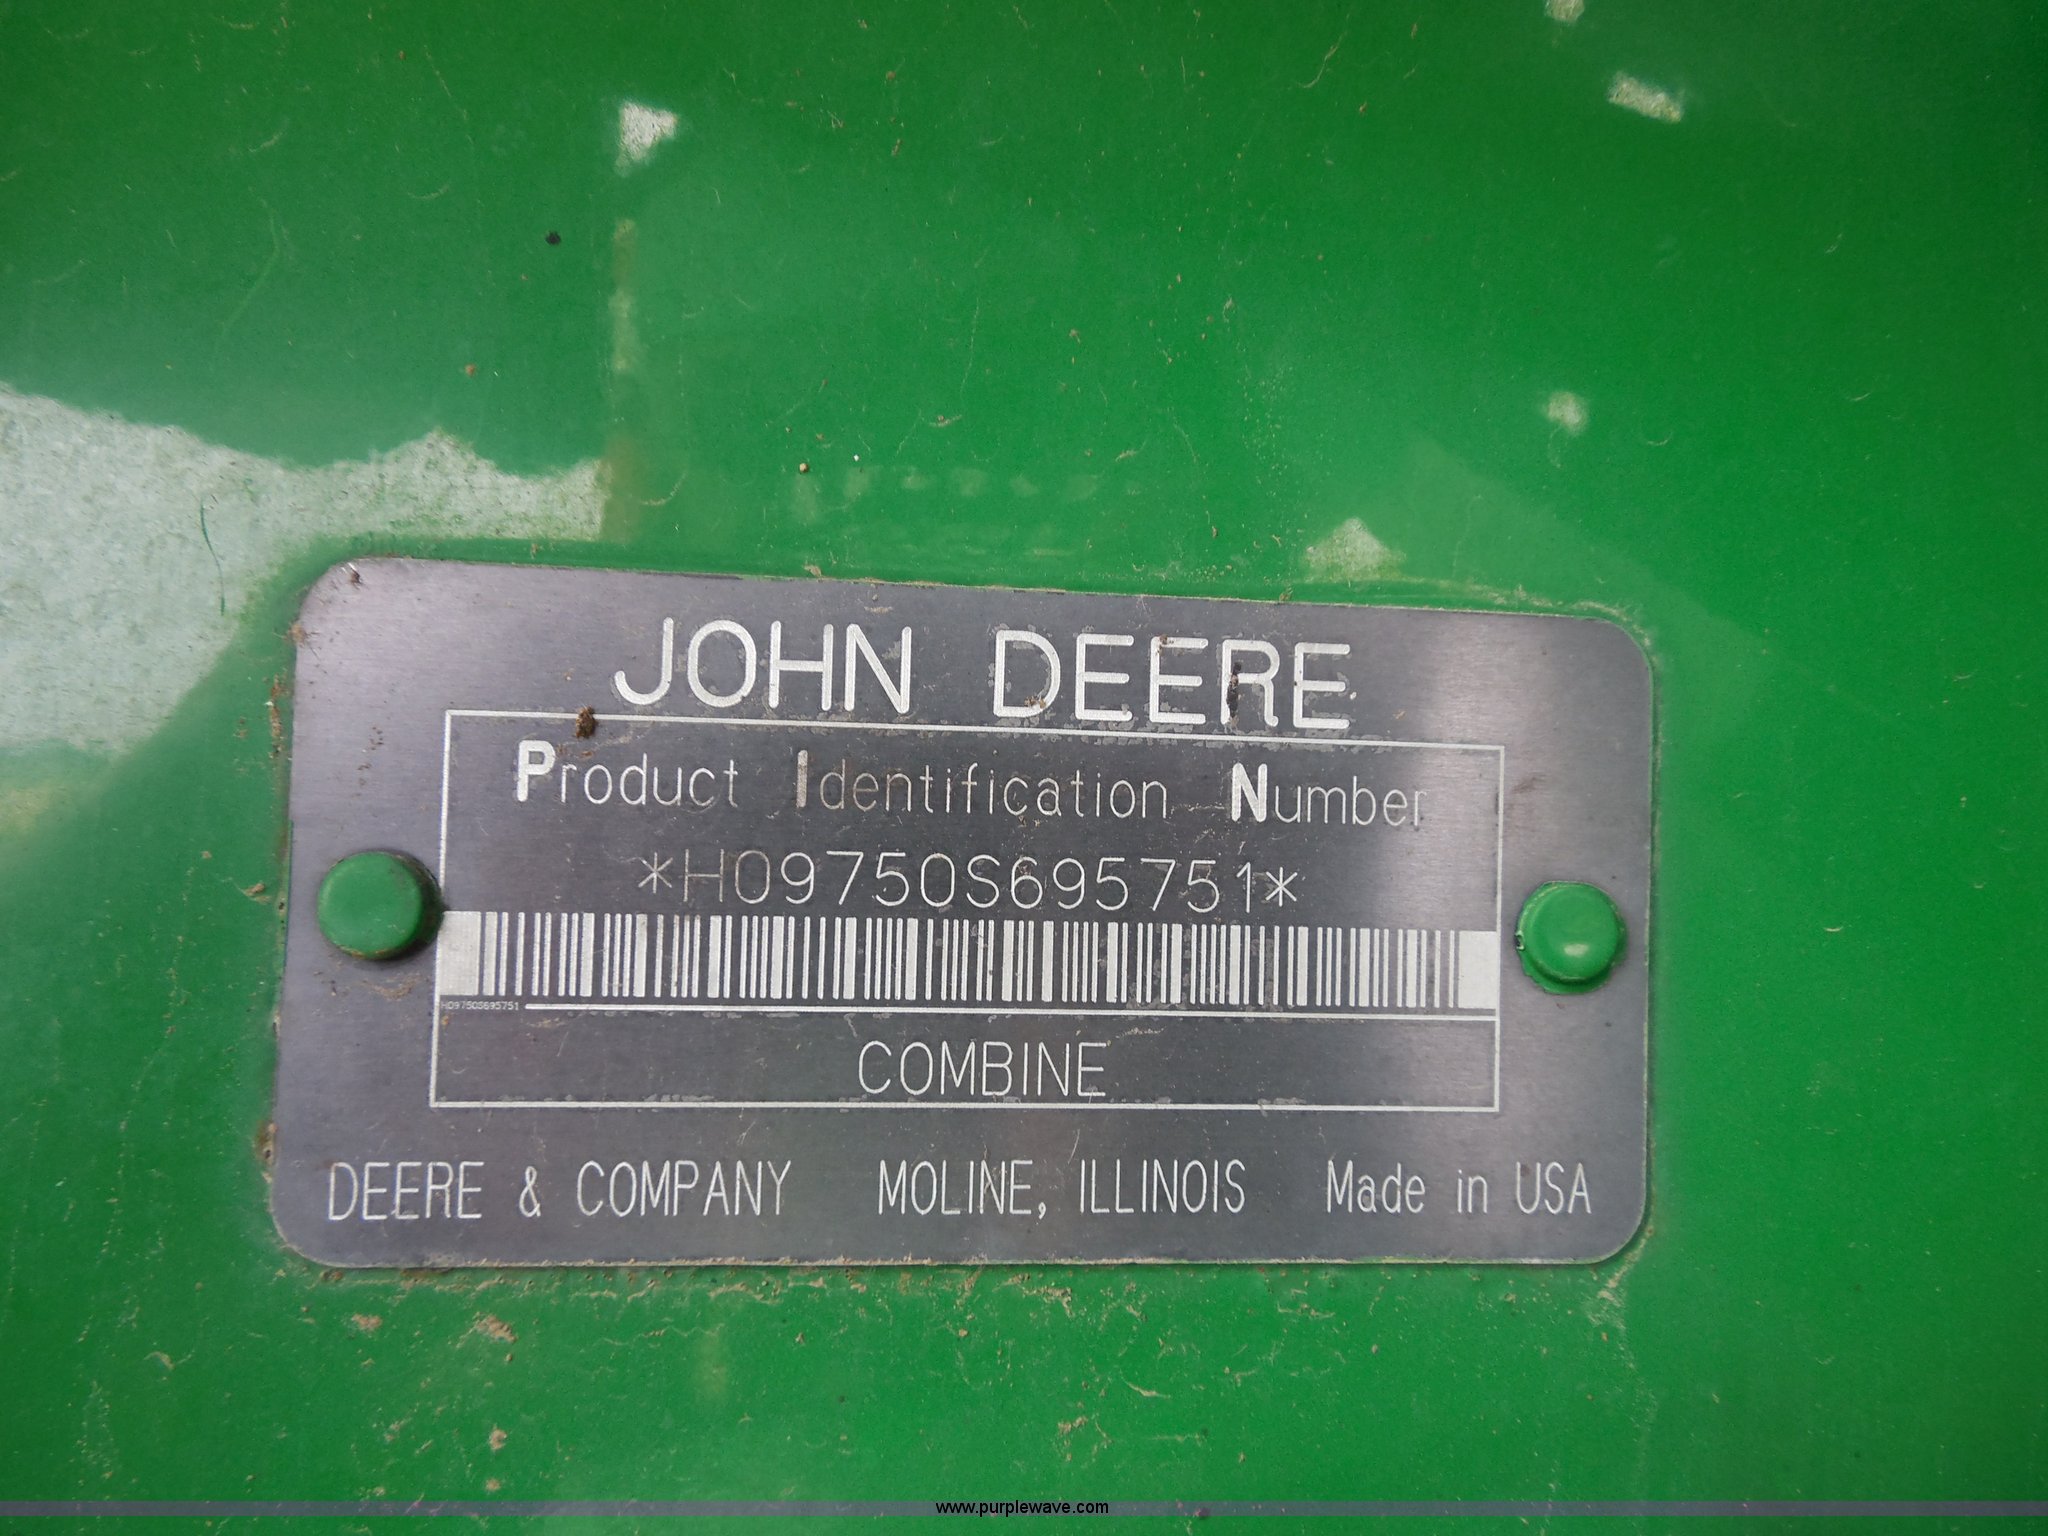 JOHN DEERE
Product Identification Number
*H09750S695751*
H09750S695751
COMBINE
DEERE & COMPANY MOLINE, ILLINOIS Made in USA
www.purplewave.com